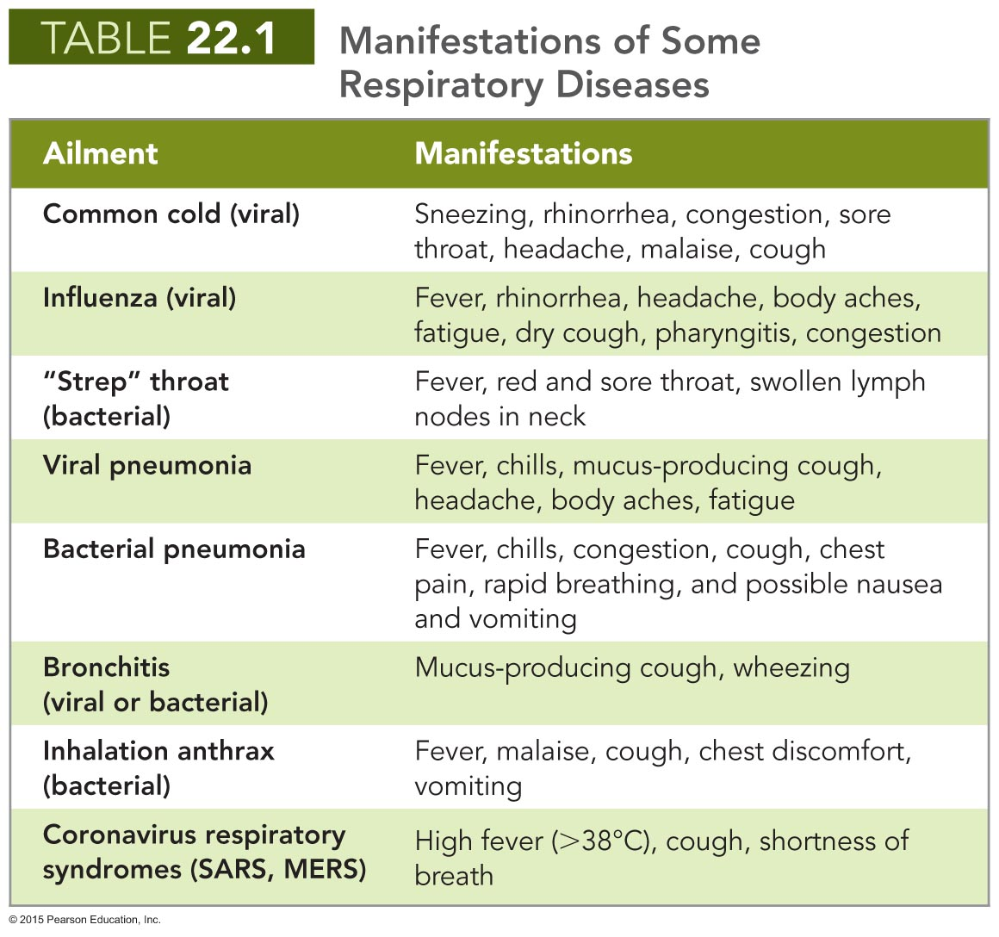 TABLE 22.1
Manifestations of Some
Respiratory Diseases
Ailment
Manifestations
Common cold (viral)
Sneezing, rhinorrhea, congestion, sore
throat, headache, malaise, cough
Influenza (viral)
Fever, rhinorrhea, headache, body aches,
fatigue, dry cough, pharyngitis, congestion
“Strep” throat
(bacterial)
Fever, red and sore throat, swollen lymph
nodes in neck
Viral pneumonia
Fever, chills, mucus-producing cough,
headache, body aches, fatigue
Bacterial pneumonia
Fever, chills, congestion, cough, chest
pain, rapid breathing, and possible nausea
and vomiting
Bronchitis
(viral or bacterial)
Mucus-producing cough, wheezing
Inhalation anthrax
(bacterial)
Fever, malaise, cough, chest discomfort,
vomiting
Coronavirus respiratory
syndromes (SARS, MERS)
High fever (>38°C), cough, shortness of
breath
© 2015 Pearson Education, Inc.